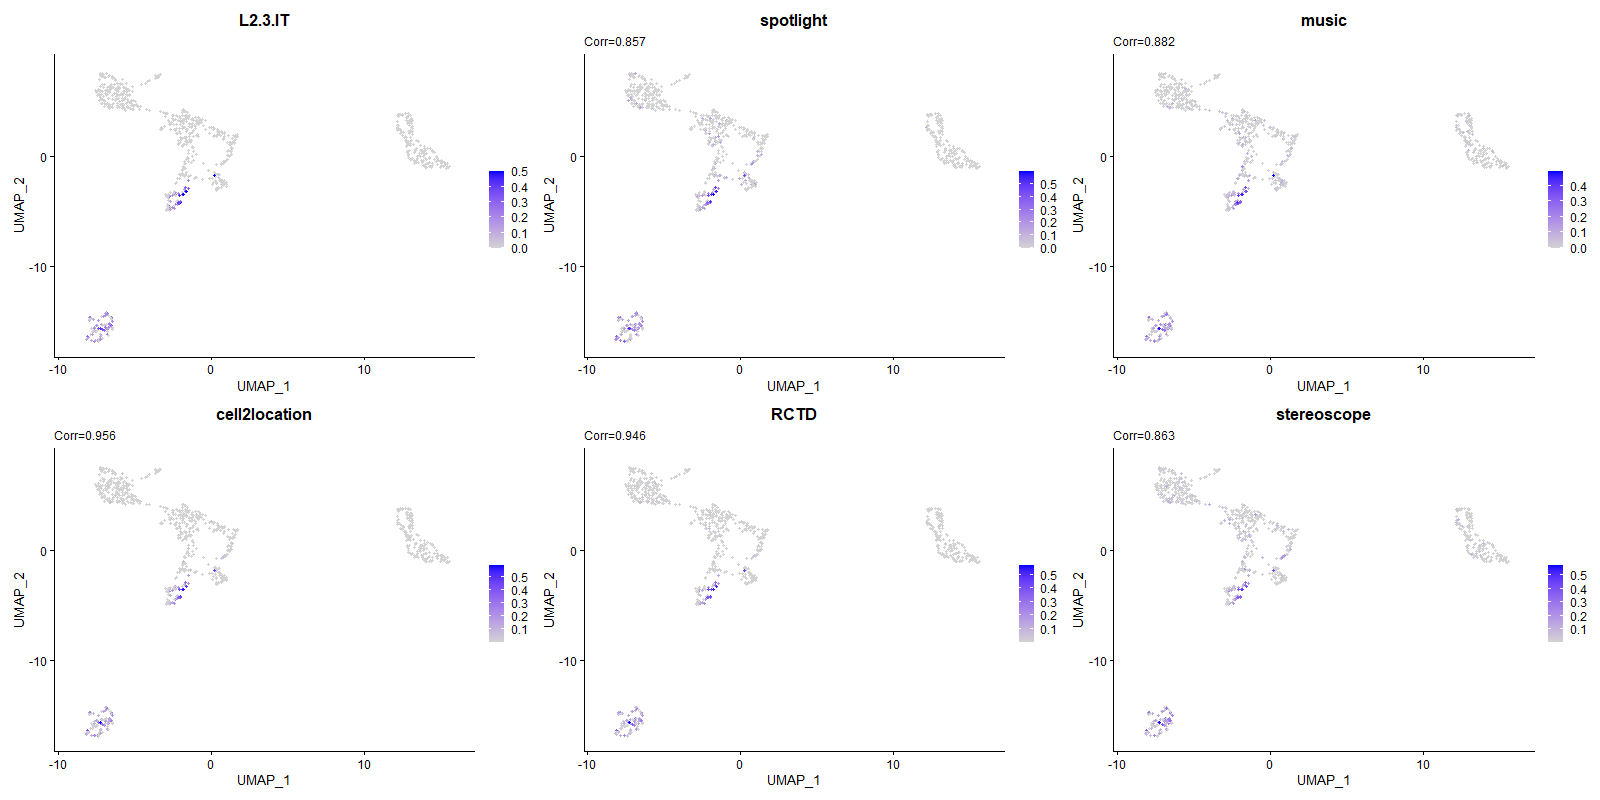 L2.3.IT
UMAP_2
0
-10
-10
0
10
UMAP_1
0.5
0.4
0.3
0.2
0.1
0.0
spotlight
Corr=0.857
UMAP_2
0
-10
-10
0
10
UMAP_1
0.5
0.4
0.3
0.2
0.1
0.0
music
Corr=0.882
UMAP_2
0
-10
-10
0
10
UMAP_1
0.4
0.3
0.2
0.1
0.0
cell2location
Corr=0.956
UMAP_2
0
-10
-10
0
10
UMAP_1
0.5
0.4
0.3
0.2
0.1
RCTD
Corr=0.946
UMAP_2
0
-10
-10
0
10
UMAP_1
0.5
0.4
0.3
0.2
0.1
stereoscope
Corr=0.863
UMAP_2
0
-10
-10
0
10
UMAP_1
0.5
0.4
0.3
0.2
0.1